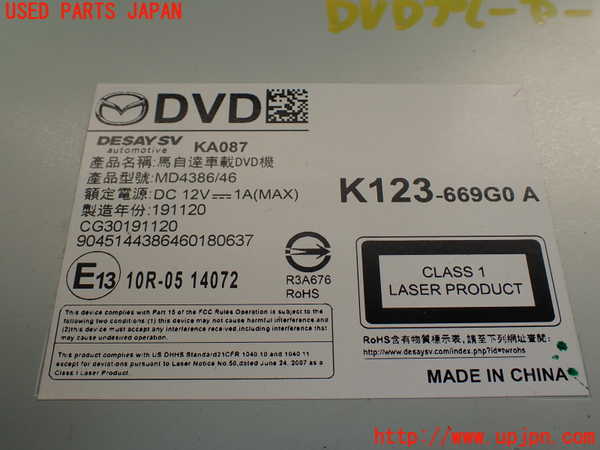 USED PARTS JAPAN
DVDプレーヤー
DVD
DESAY SV
automotive
KA087
產品名稱:馬自達車載DVD機
產品型號:MD4386/46
額定電源:DC 12V⎓1A(MAX)
製造年份:191120
CG30191120
9045144386460180637
K123-669G0 A
E13 10R-05 14072
R3A676
RoHS
CLASS 1
LASER PRODUCT
This device complies with Part 15 of the FCC Rules Operation is subject to the
following two conditions:(1) this may not cause harmful interference,and
(2)this device must accept any interference received,including interference that
may cause undesired operation.
This product complies with US DHHS Standard21CFR 1040.10 and 1040.11
except for deviations pursuant to Laser Notice No.50,dated June 24, 2007 as a
Class 1 Laser Product.
RoHS含有物質標示表,請至下列網址查閱:
http://www.desaysv.com/index.php?id=twrohs
MADE IN CHINA
http://www.upjpn.com/